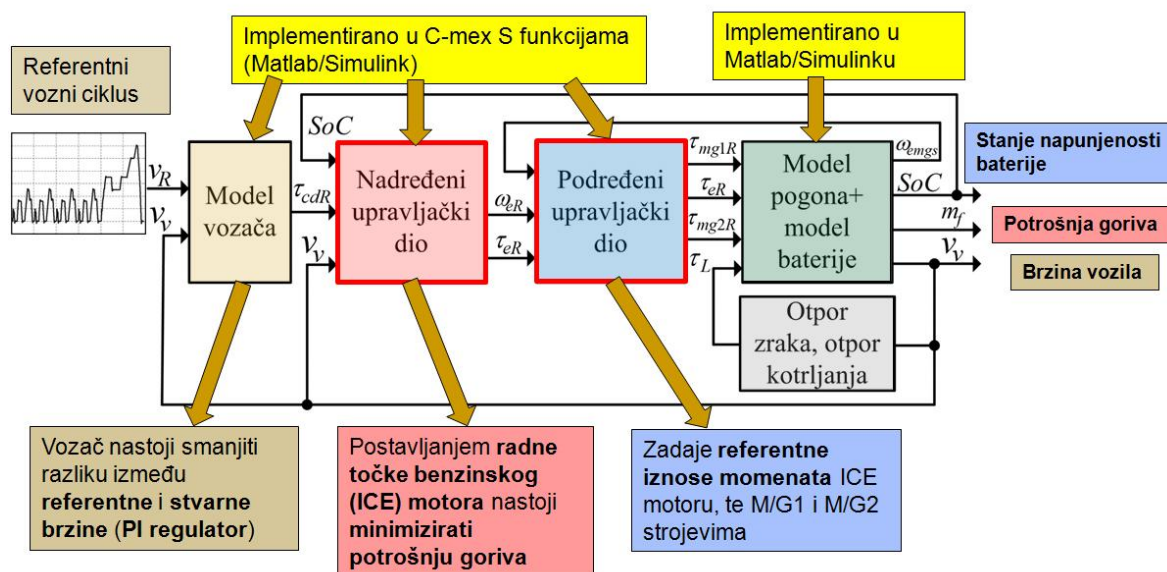 Implementirano u C-mex S funkcijama
(Matlab/Simulink)
Implementirano u
Matlab/Simulinku
Referentni
vozni ciklus
v_R
v_v
Model
vozača
τ_cdR
SoC
v_v
Nadređeni
upravljački
dio
ω_eR
τ_eR
Podređeni
upravljački
dio
τ_mg1R
τ_eR
τ_mg2R
τ_L
Model
pogona+
model
baterije
ω_emgs
SoC
m_f
v_v
Stanje napunjenosti
baterije
Potrošnja goriva
Brzina vozila
Otpor
zraka, otpor
kotrljanja
Vozač nastoji smanjiti
razliku između
referentne i stvarne
brzine (PI regulator)
Postavljanjem radne
točke benzinskog
(ICE) motora nastoji
minimizirati
potrošnju goriva
Zadaje referentne
iznose momenata ICE
motoru, te M/G1 i M/G2
strojevima